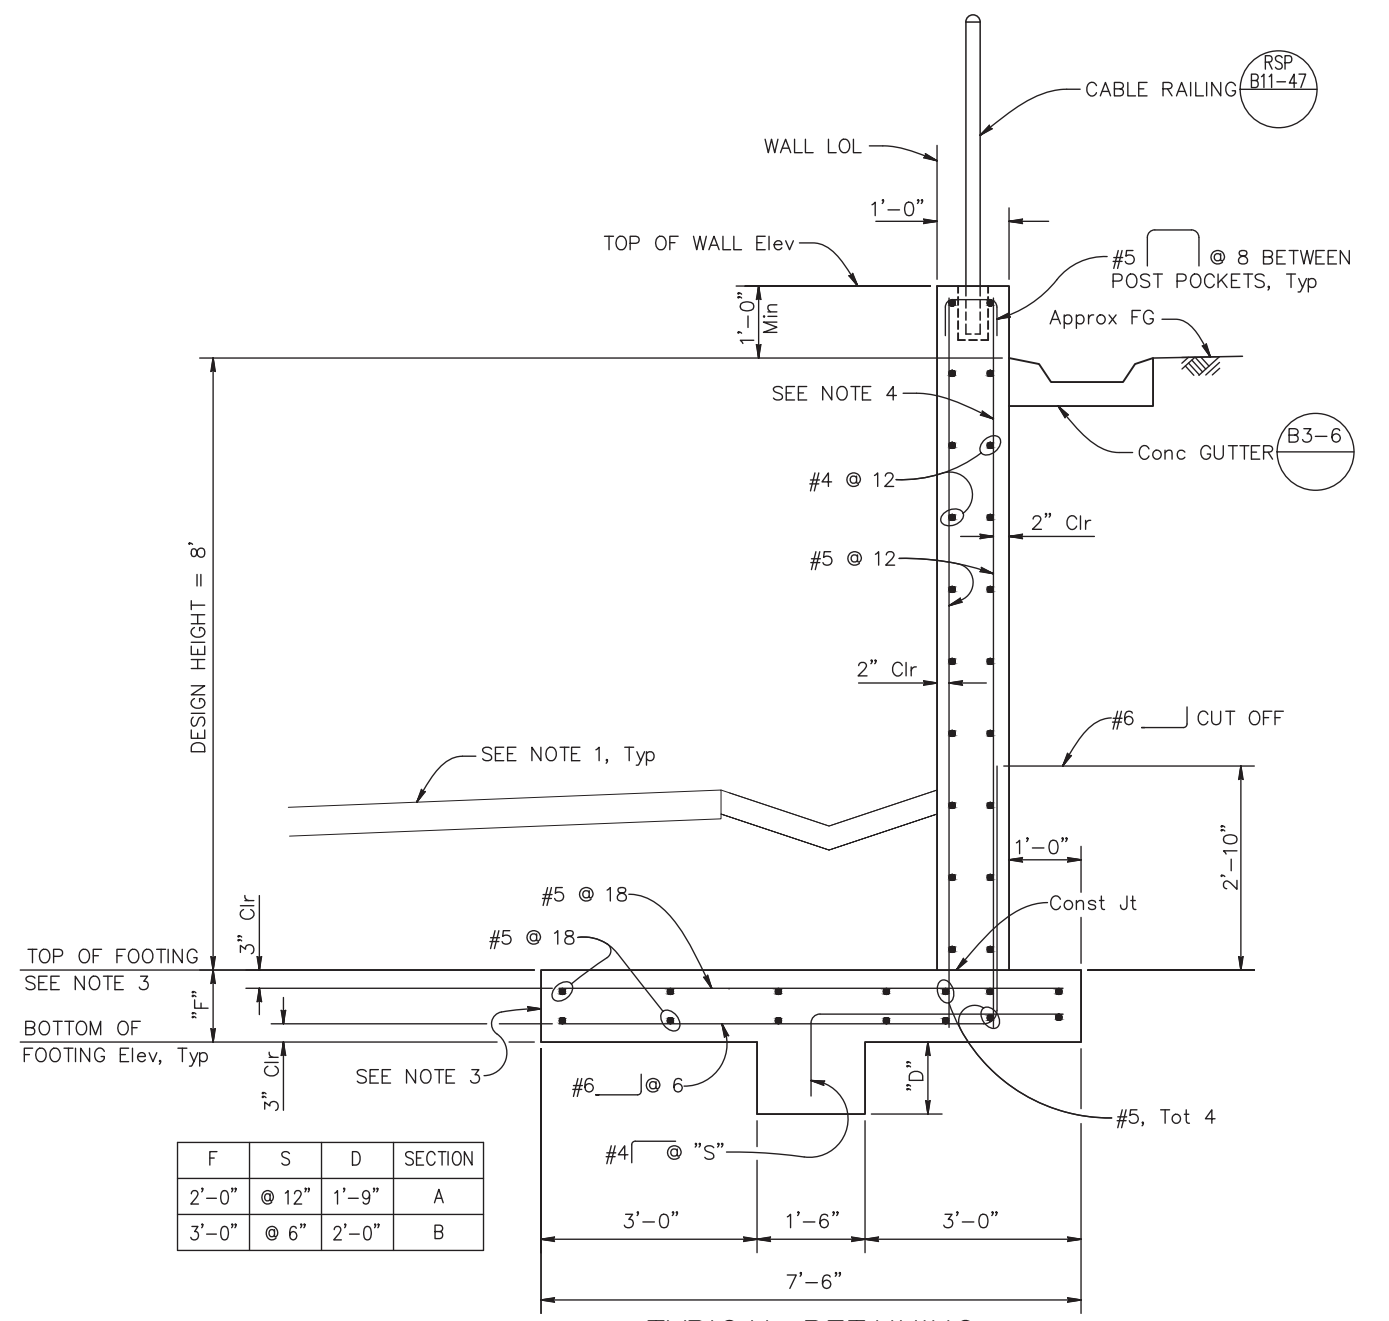 RSP
B11-47
CABLE RAILING
WALL LOL
1'-0"
TOP OF WALL Elev
#5 @ 8 BETWEEN
POST POCKETS, Typ
1'-0"
Min
Approx FG
SEE NOTE 4
B3-6
Conc GUTTER
#4 @ 12
2" Clr
#5 @ 12
DESIGN HEIGHT = 8'
2" Clr
#6 CUT OFF
SEE NOTE 1, Typ
1'-0"
2'-10"
#5 @ 18
3" Clr
Const Jt
#5 @ 18
TOP OF FOOTING
SEE NOTE 3
"F"
BOTTOM OF
FOOTING Elev, Typ
3" Clr
SEE NOTE 3
#6 @ 6
"D"
#5, Tot 4
#4 @ "S"
F S D SECTION
2'-0" @ 12" 1'-9" A
3'-0" @ 6" 2'-0" B
3'-0" 1'-6" 3'-0"
7'-6"